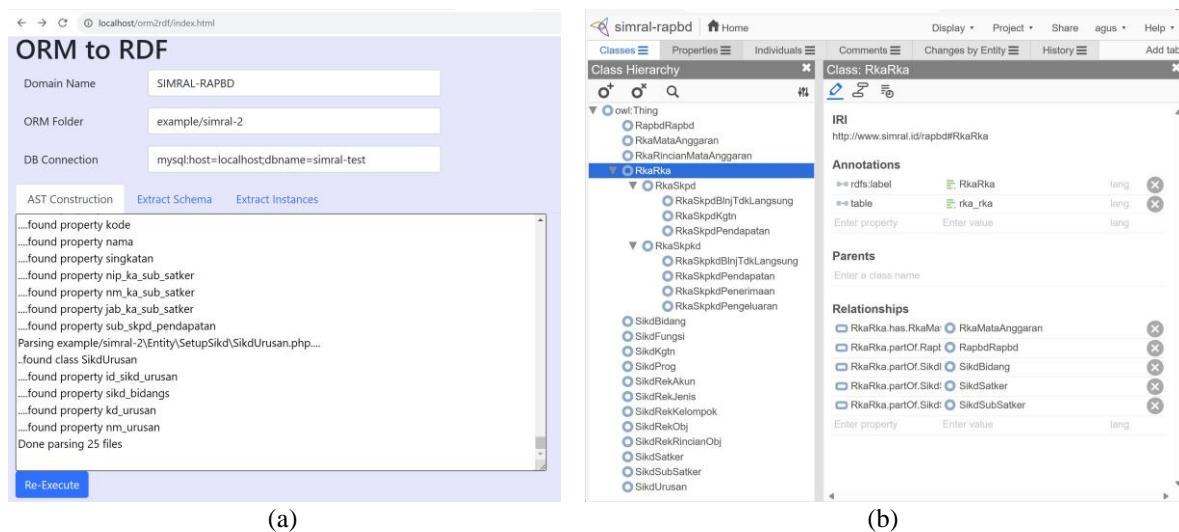 localhost/orm2rdf/index.html
ORM to RDF
Domain Name SIMRAL-RAPBD
ORM Folder example/simral-2
DB Connection mysql:host=localhost;dbname=simral-test
AST Construction Extract Schema Extract Instances
....found property kode
....found property nama
....found property singkatan
....found property nip_ka_sub_satker
....found property nm_ka_sub_satker
....found property jab_ka_sub_satker
....found property sub_skpd_pendapatan
Parsing example/simral-2\Entity\SetupSikd\SikdUrusan.php....
..found class SikdUrusan
....found property id_sikd_urusan
....found property sikd_bidangs
....found property kd_urusan
....found property nm_urusan
Done parsing 25 files
Re-Execute
(a)
simral-rapbd Home Display Project Share agus Help
Classes Properties Individuals Comments Changes by Entity History Add tab
Class Hierarchy
owl:Thing
RapbdRapbd
RkaMataAnggaran
RkaRincianMataAnggaran
RkaRka
RkaSkpd
RkaSkpdBlnjTdkLangsung
RkaSkpdKgtn
RkaSkpdPendapatan
RkaSkpkd
RkaSkpkdBlnjTdkLangsung
RkaSkpkdPendapatan
RkaSkpkdPenerimaan
RkaSkpkdPengeluaran
SikdBidang
SikdFungsi
SikdKgtn
SikdProg
SikdRekAkun
SikdRekJenis
SikdRekKelompok
SikdRekObj
SikdRekRincianObj
SikdSatker
SikdSubSatker
SikdUrusan
Class: RkaRka
IRI
http://www.simral.id/rapbd#RkaRka
Annotations
rdfs:label RkaRka lang
table rka_rka lang
Enter property Enter value lang
Parents
Enter a class name
Relationships
RkaRka.has.RkaMa RkaMataAnggaran
RkaRka.partOf.Rapt RapbdRapbd
RkaRka.partOf.Sikdl SikdBidang
RkaRka.partOf.Sikd: SikdSatker
RkaRka.partOf.Sikd: SikdSubSatker
Enter property Enter value lang
(b)